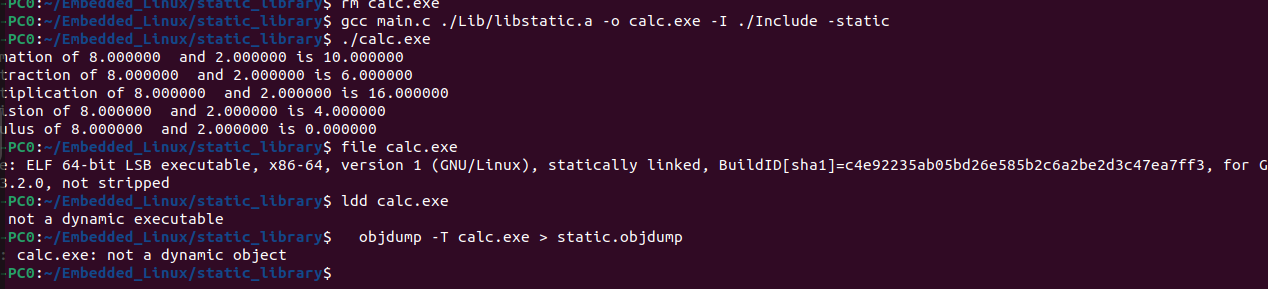 PC0:~/Embedded_Linux/static_library$ rm calc.exe
PC0:~/Embedded_Linux/static_library$ gcc main.c ./Lib/libstatic.a -o calc.exe -I ./Include -static
PC0:~/Embedded_Linux/static_library$ ./calc.exe
mation of 8.000000  and 2.000000 is 10.000000
traction of 8.000000  and 2.000000 is 6.000000
tiplication of 8.000000  and 2.000000 is 16.000000
ision of 8.000000  and 2.000000 is 4.000000
ulus of 8.000000  and 2.000000 is 0.000000
PC0:~/Embedded_Linux/static_library$ file calc.exe
e: ELF 64-bit LSB executable, x86-64, version 1 (GNU/Linux), statically linked, BuildID[sha1]=c4e92235ab05bd26e585b2c6a2be2d3c47ea7ff3, for G
3.2.0, not stripped
PC0:~/Embedded_Linux/static_library$ ldd calc.exe
not a dynamic executable
PC0:~/Embedded_Linux/static_library$   objdump -T calc.exe > static.objdump
: calc.exe: not a dynamic object
PC0:~/Embedded_Linux/static_library$